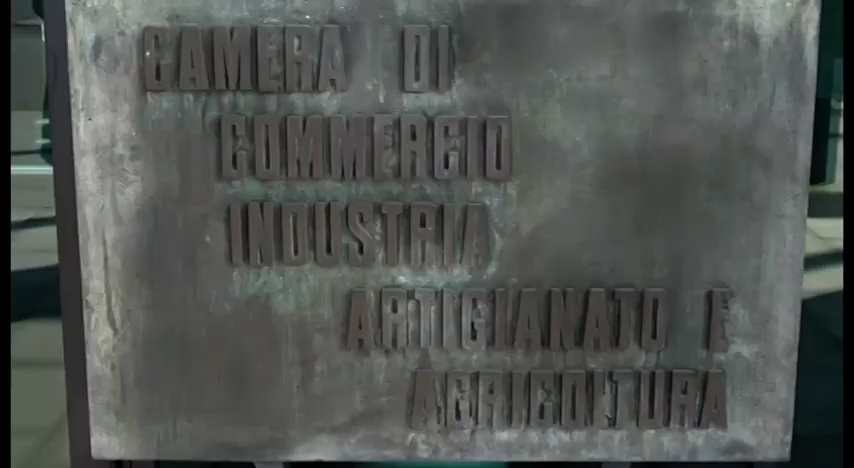 CAMERA DI
COMMERCIO
INDUSTRIA
ARTIGIANATO E
AGRICOLTURA